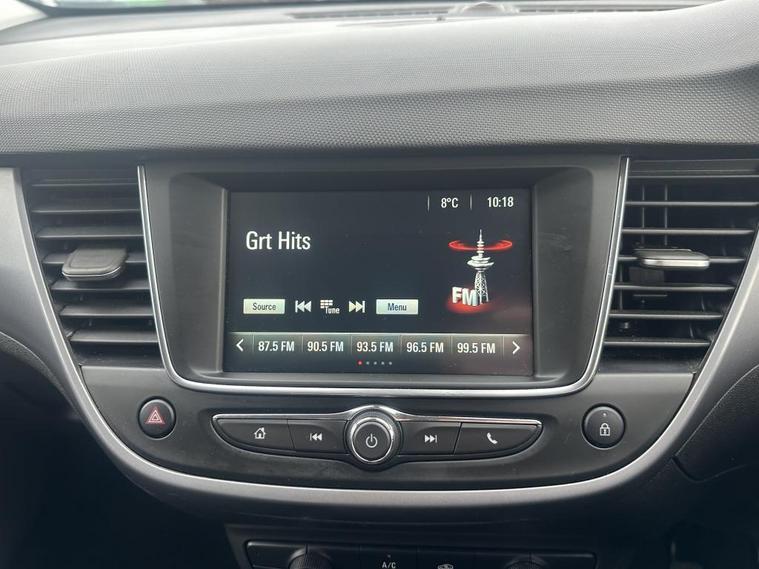 8°C 10:18
Grt Hits
FM
Source Tune Menu
87.5 FM 90.5 FM 93.5 FM 96.5 FM 99.5 FM
A/C